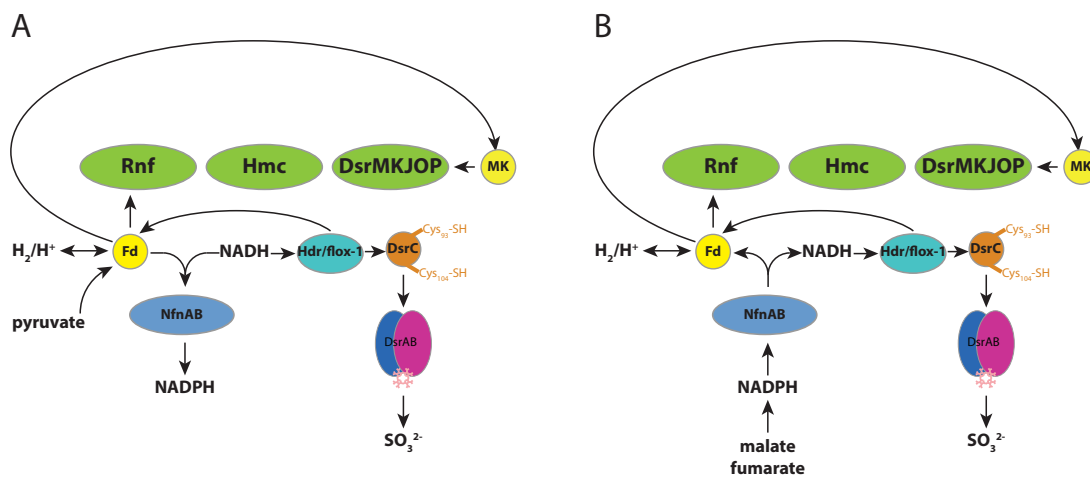 A
Rnf
Hmc
DsrMKJOP
MK
H₂/H⁺
Fd
NADH
Hdr/flox-1
DsrC
Cys₉₃-SH
Cys₁₀₄-SH
pyruvate
NfnAB
DsrAB
NADPH
SO₃²⁻
B
Rnf
Hmc
DsrMKJOP
MK
H₂/H⁺
Fd
NADH
Hdr/flox-1
DsrC
Cys₉₃-SH
Cys₁₀₄-SH
NfnAB
DsrAB
NADPH
SO₃²⁻
malate
fumarate